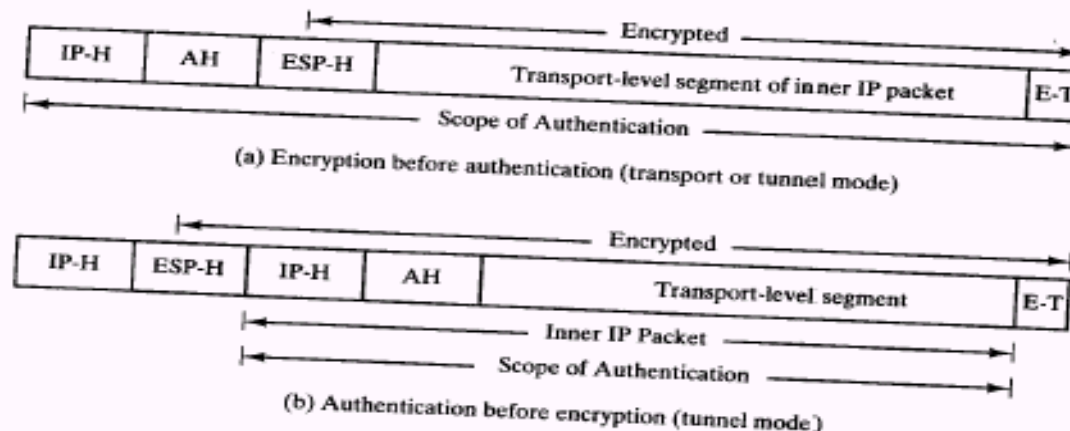 Encrypted
IP-H AH ESP-H Transport-level segment of inner IP packet E-T
Scope of Authentication
(a) Encryption before authentication (transport or tunnel mode)
Encrypted
IP-H ESP-H IP-H AH Transport-level segment E-T
Inner IP Packet
Scope of Authentication
(b) Authentication before encryption (tunnel mode)